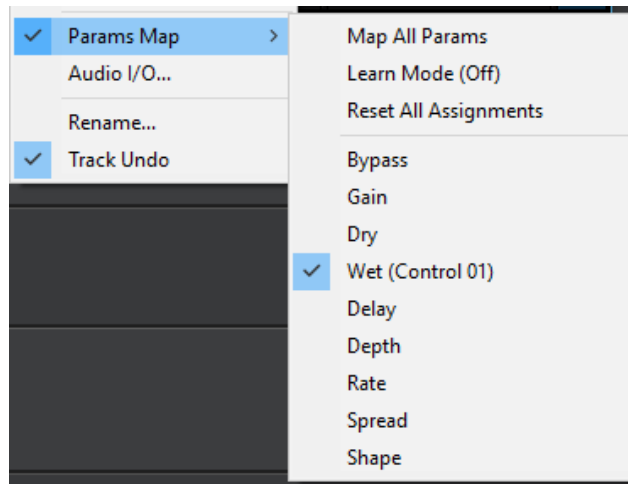 Params Map
Audio I/O...
Rename...
Track Undo
Map All Params
Learn Mode (Off)
Reset All Assignments
Bypass
Gain
Dry
Wet (Control 01)
Delay
Depth
Rate
Spread
Shape